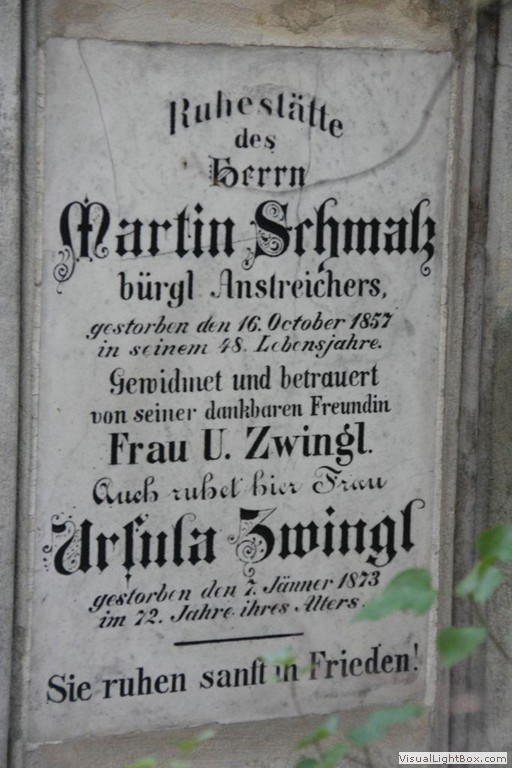 Ruhestätte
des
Herrn
Martin Schmalz
bürgl Anstreichers,
gestorben den 16. October 1857
in seinem 48. Lebensjahre.
Gewidmet und betrauert
von seiner dankbaren Freundin
Frau U. Zwingl.
Auch ruhet hier Frau
Ursula Zwingl
gestorben den 7. Jänner 1873
im 72. Jahre ihres Alters.
Sie ruhen sanft in Frieden!
VisualLightBox.com